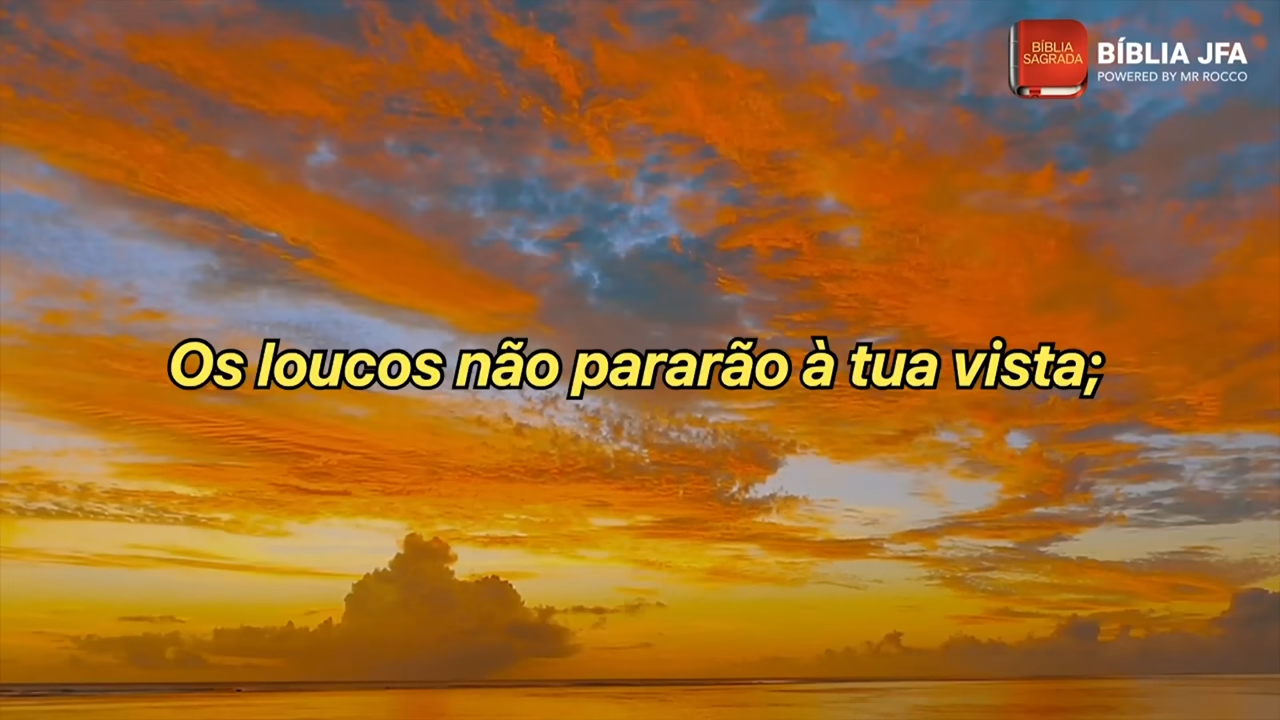 BÍBLIA
SAGRADA
BÍBLIA JFA
POWERED BY MR ROCCO
Os loucos não pararão à tua vista;